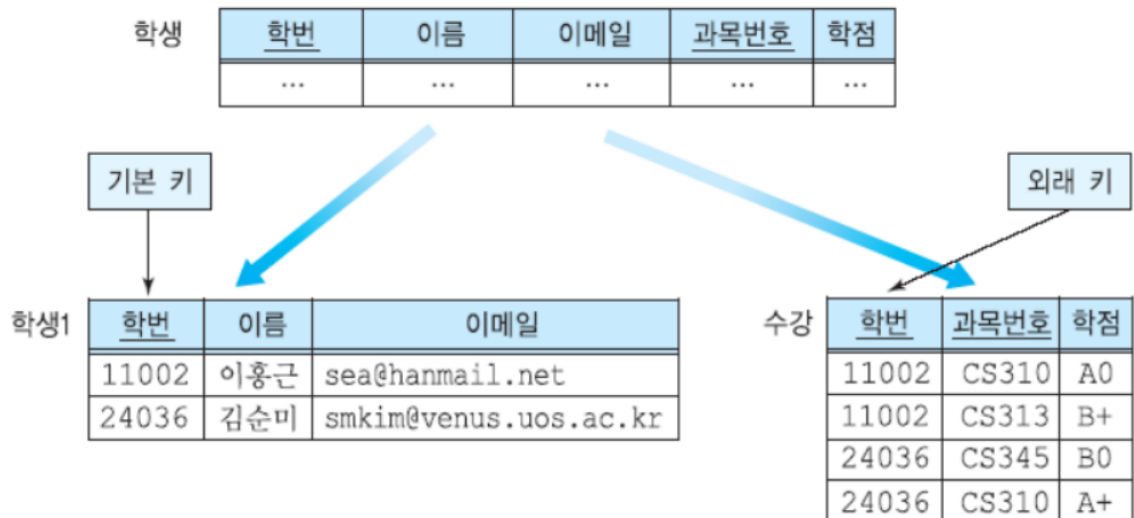 학생 학번 이름 이메일 과목번호 학점
… … … … …
기본 키 외래 키
학생1 학번 이름 이메일
11002 이홍근 sea@hanmail.net
24036 김순미 smkim@venus.uos.ac.kr
수강 학번 과목번호 학점
11002 CS310 A0
11002 CS313 B+
24036 CS345 B0
24036 CS310 A+